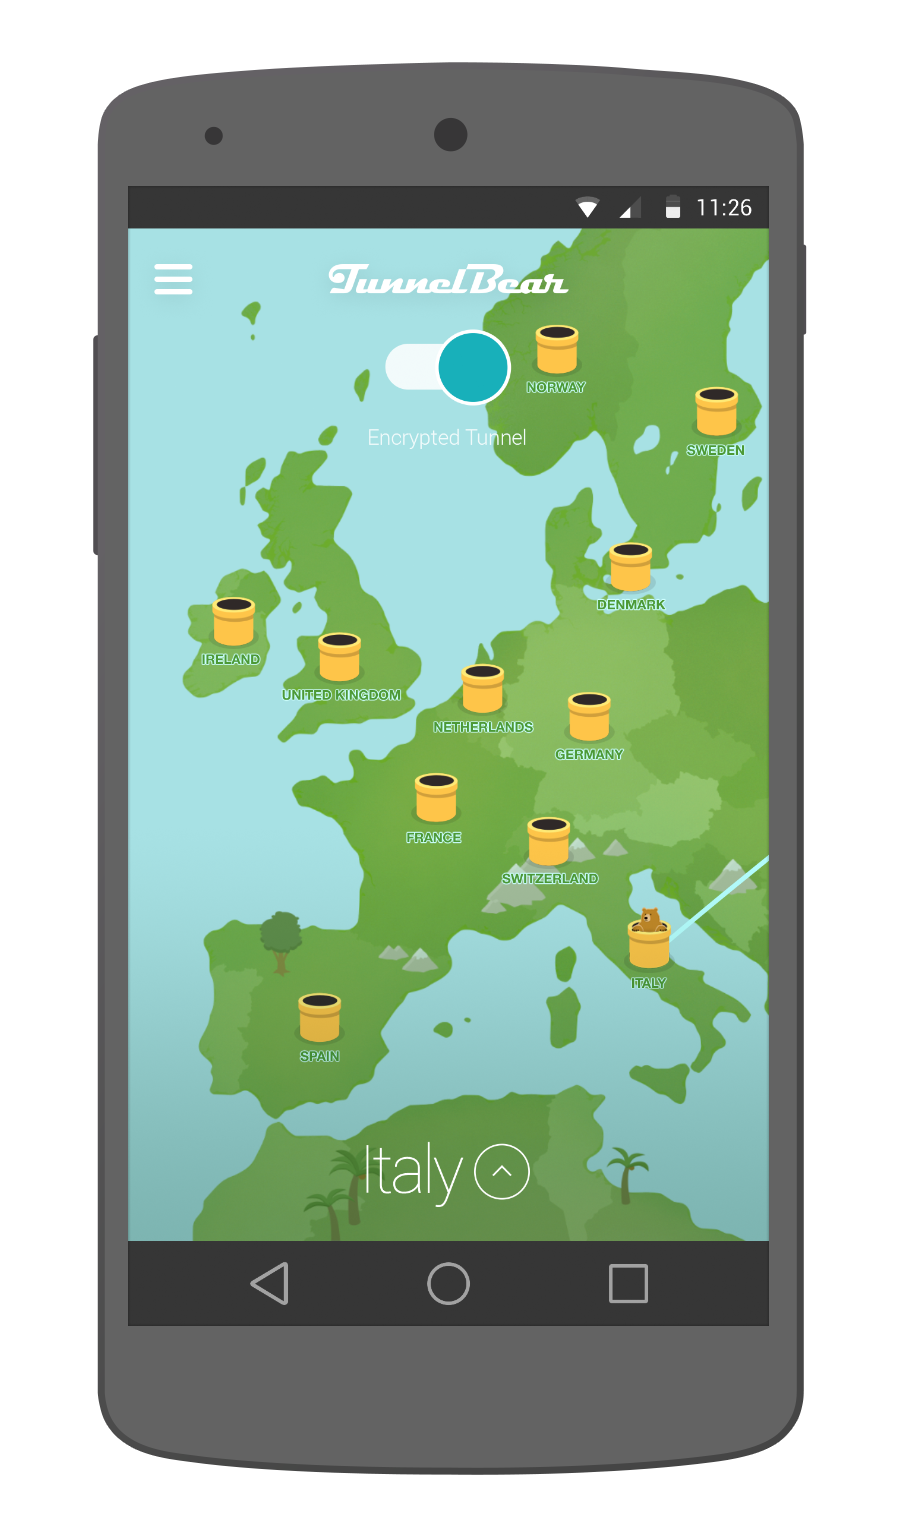 11:26
TunnelBear
NORWAY
Encrypted Tunnel
SWEDEN
DENMARK
IRELAND
UNITED KINGDOM
NETHERLANDS
GERMANY
FRANCE
SWITZERLAND
ITALY
SPAIN
Italy